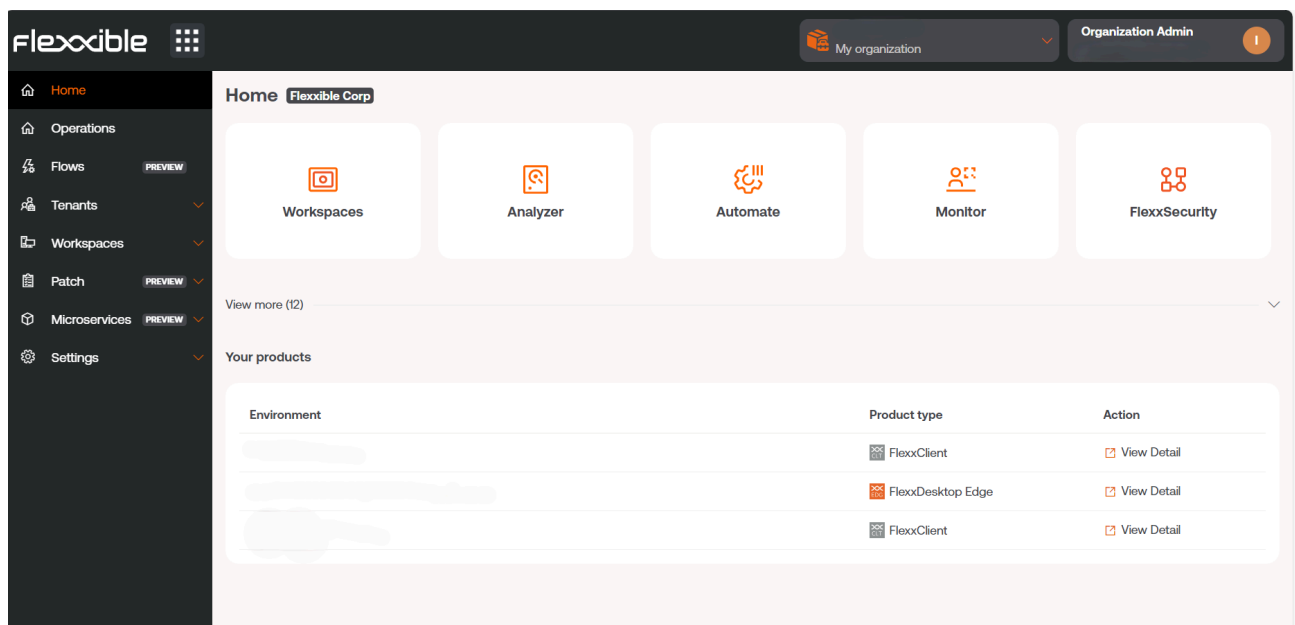 Flexxible
My organization
Organization Admin
I
Home
Operations
Flows PREVIEW
Tenants
Workspaces
Patch PREVIEW
Microservices PREVIEW
Settings
Home Flexxible Corp
Workspaces Analyzer Automate Monitor FlexxSecurity
View more (12)
Your products
Environment Product type Action
FlexxClient View Detail
FlexxDesktop Edge View Detail
FlexxClient View Detail